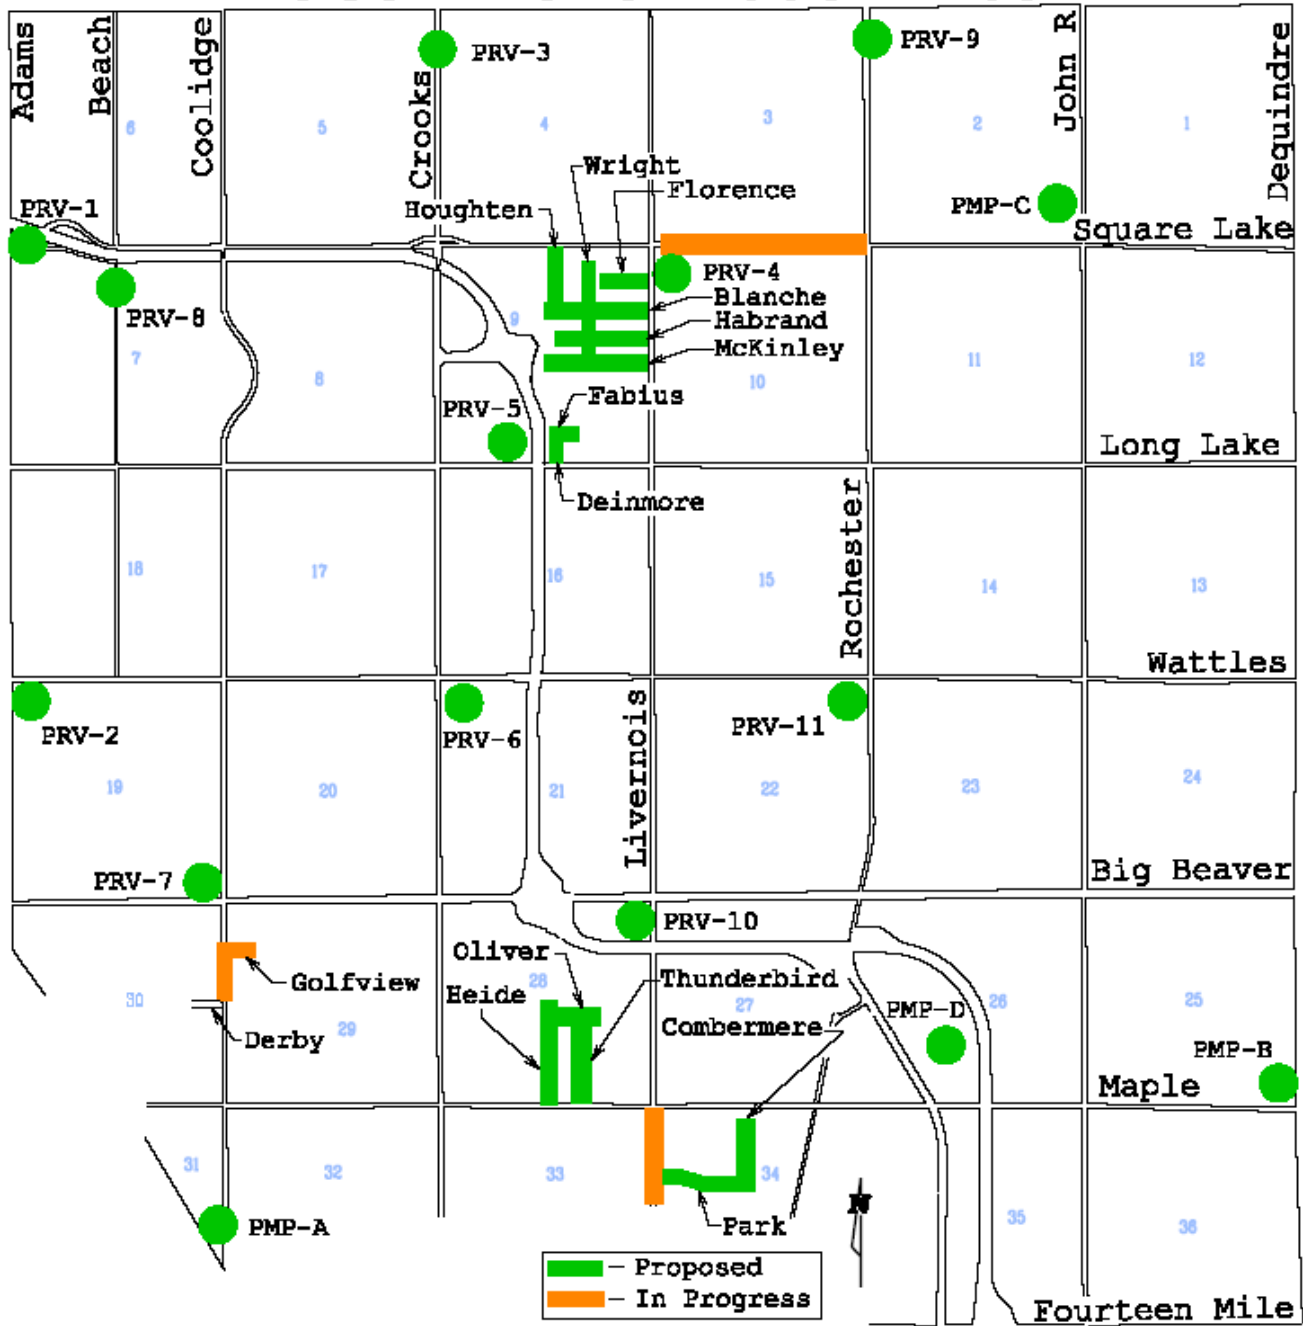 Adams
Beach
Coolidge
Crooks
PRV-3
PRV-9
John R
Dequindre
6
5
4
3
2
1
Wright
Florence
Houghten
PRV-1
PMP-C
Square Lake
PRV-4
PRV-8
Blanche
Habrand
McKinley
9
7
8
10
11
12
Fabius
PRV-5
Long Lake
Deinmore
Rochester
18
17
16
15
14
13
Wattles
PRV-2
PRV-6
Livernois
PRV-11
19
20
21
22
23
24
PRV-7
Big Beaver
PRV-10
Oliver
Golfview
Heide
Thunderbird
30
28
27
26
25
Combermere
PMP-D
29
Derby
PMP-B
Maple
31
32
33
34
35
36
PMP-A
Park
N
- Proposed
- In Progress
Fourteen Mile